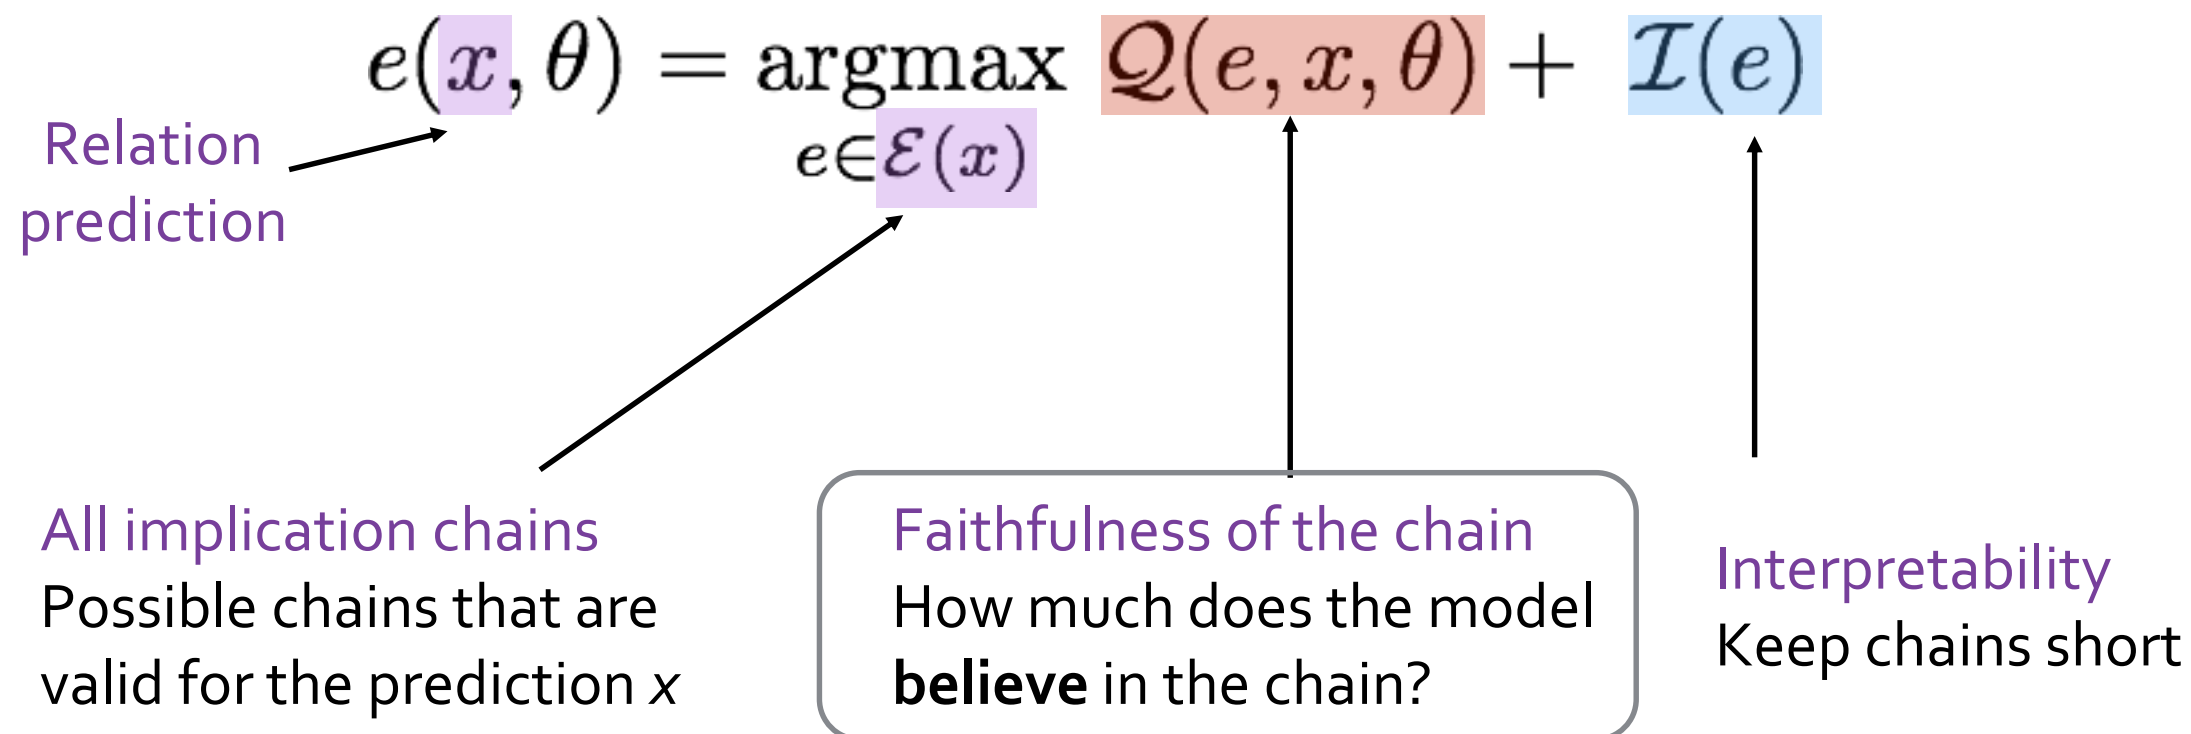 e(x, θ) = argmax Q(e, x, θ) + I(e)
e∈ℰ(x)
Relation
prediction
All implication chains
Possible chains that are
valid for the prediction x
Faithfulness of the chain
How much does the model
believe in the chain?
Interpretability
Keep chains short